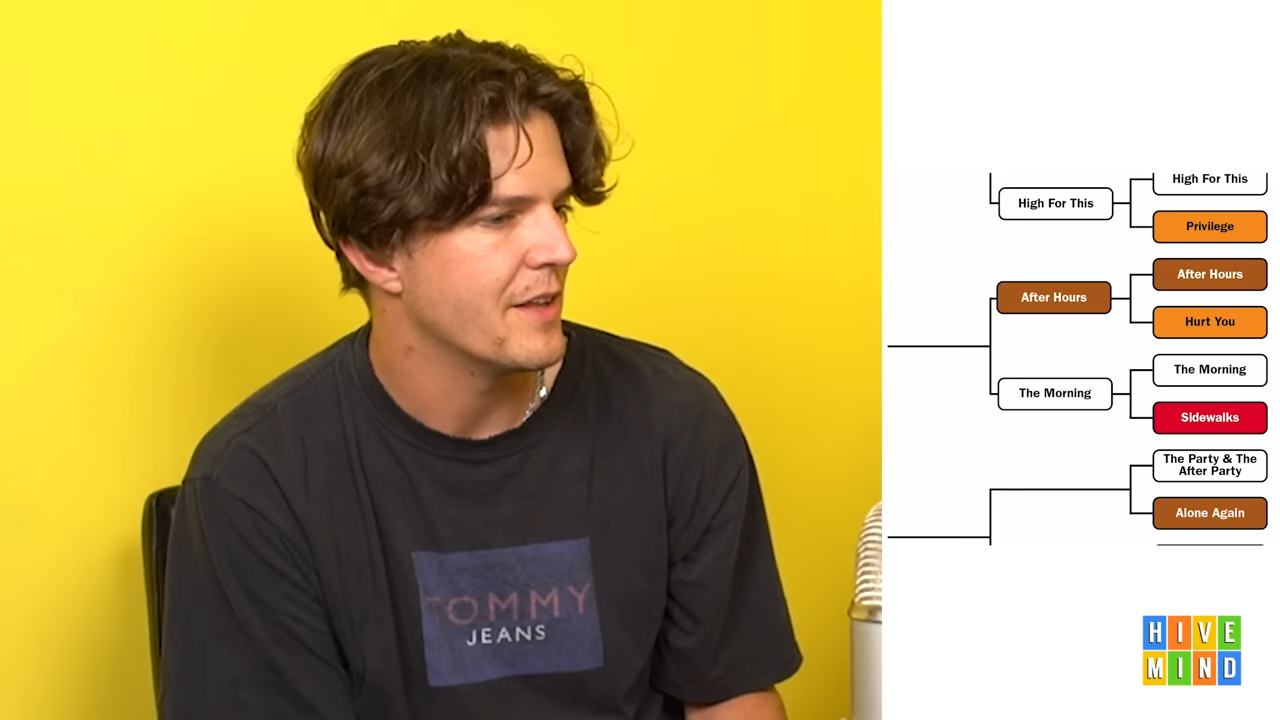 TOMMY
JEANS
High For This
High For This
Privilege
After Hours
After Hours
Hurt You
The Morning
The Morning
Sidewalks
The Party & The
After Party
Alone Again
HIVE
MIND